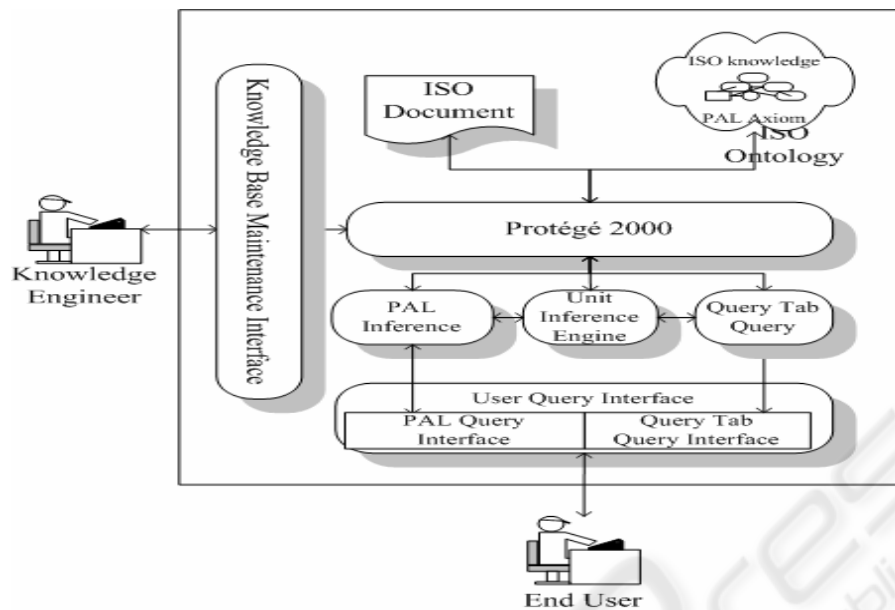 ISO
Document
ISO knowledge
PAL Axiom
ISO
Ontology
Knowledge Base Maintenance Interface
Protégé 2000
Knowledge
Engineer
PAL
Inference
Unit
Inference
Engine
Query Tab
Query
User Query Interface
PAL Query
Interface
Query Tab
Query Interface
End User